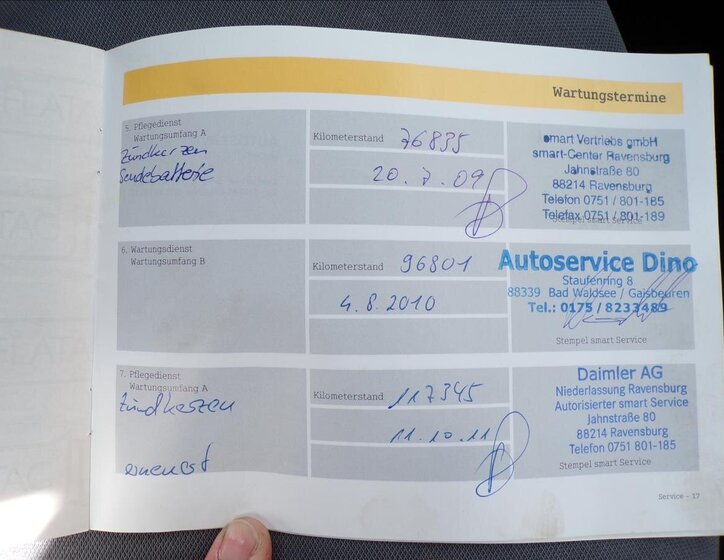 Wartungstermine
5. Pflegedienst
Wartungsumfang A
Zündkerzen
Sendebatterie
Kilometerstand 76835
20.7.09
smart Vertriebs gmbH
smart-Center Ravensburg
Jahnstraße 80
88214 Ravensburg
Telefon 0751 / 801-185
Telefax 0751 / 801-189
Stempel smart Service
6. Wartungsdienst
Wartungsumfang B
Kilometerstand 96801
4.8.2010
Autoservice Dino
Staufenring 8
88339 Bad Waldsee / Gaisbeuren
Tel.: 0175 / 8233489
Stempel smart Service
7. Pflegedienst
Wartungsumfang A
Zündkerzen
erneuert
Kilometerstand 117345
11.10.11
Daimler AG
Niederlassung Ravensburg
Autorisierter smart Service
Jahnstraße 80
88214 Ravensburg
Telefon 0751 801-185
Stempel smart Service
Service - 17